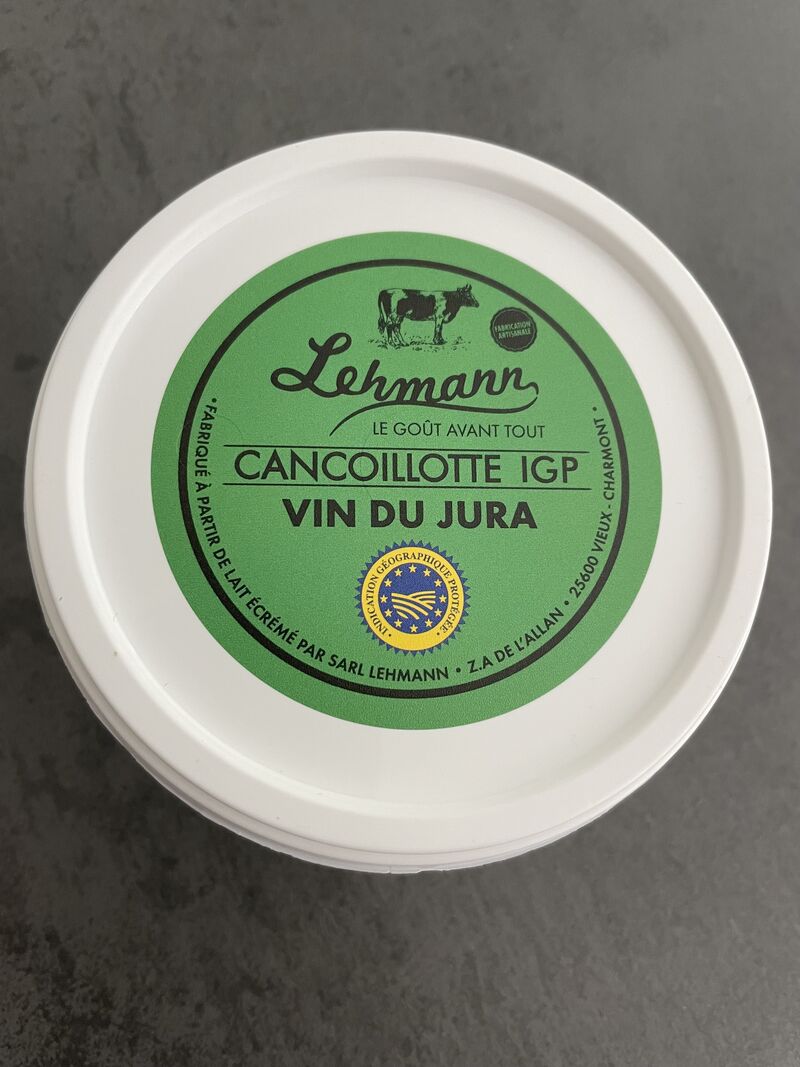 FABRICATION
ARTISANALE
Lehmann
LE GOÛT AVANT TOUT
CANCOILLOTTE IGP
VIN DU JURA
• INDICATION GÉOGRAPHIQUE PROTÉGÉE •
• FABRIQUÉ À PARTIR DE LAIT ÉCRÉMÉ PAR SARL LEHMANN • Z.A DE L'ALLAN • 25600 VIEUX - CHARMONT •